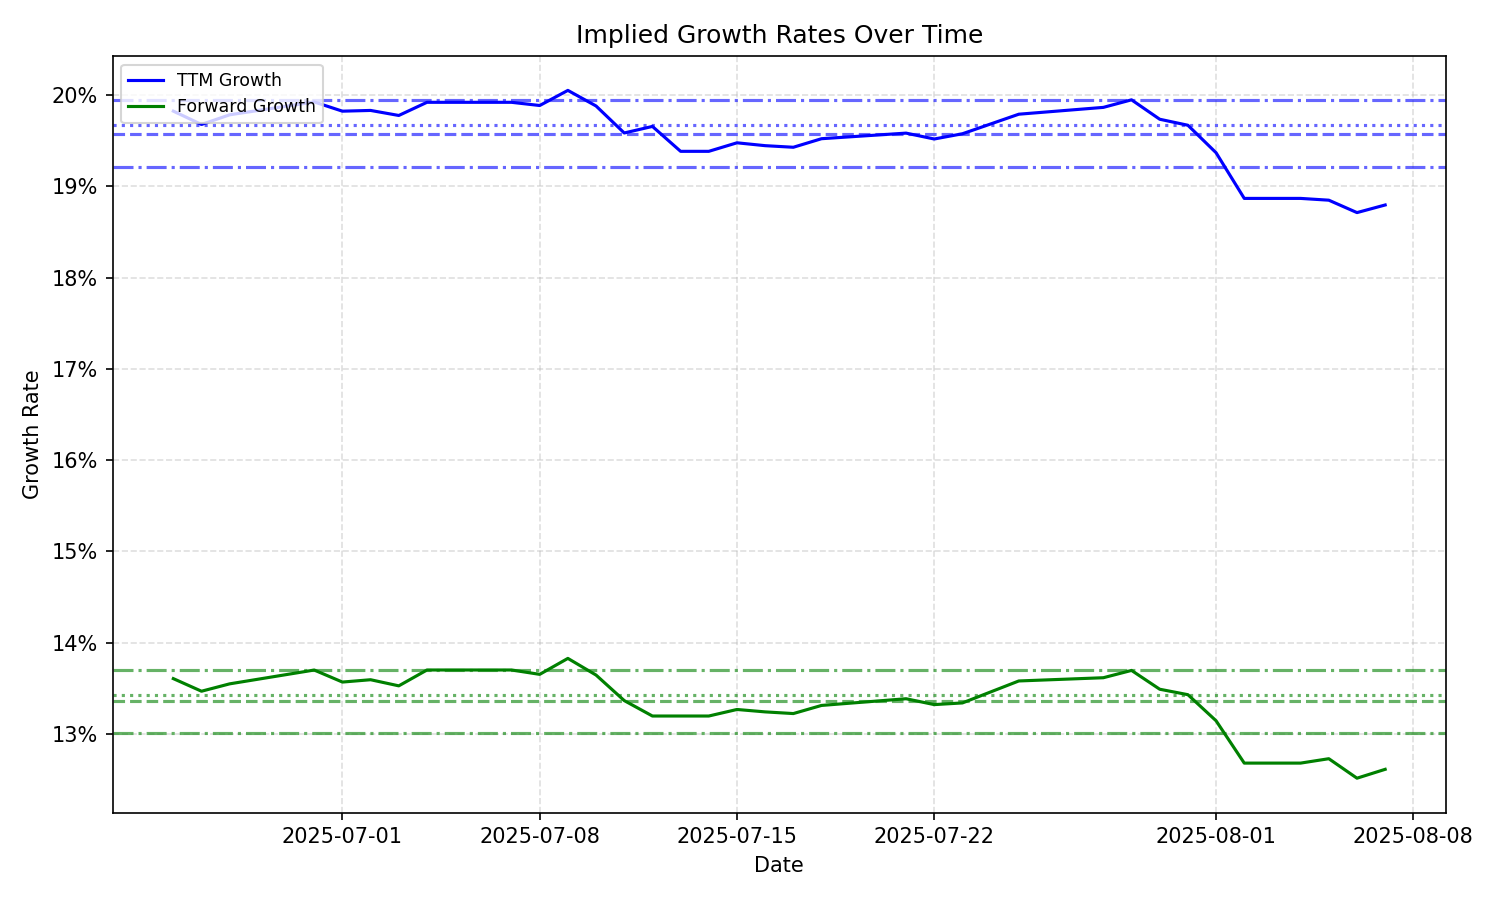 Implied Growth Rates Over Time
TTM Growth
Forward Growth
20%
19%
18%
17%
16%
15%
14%
13%
Growth Rate
2025-07-01
2025-07-08
2025-07-15
2025-07-22
2025-08-01
2025-08-08
Date